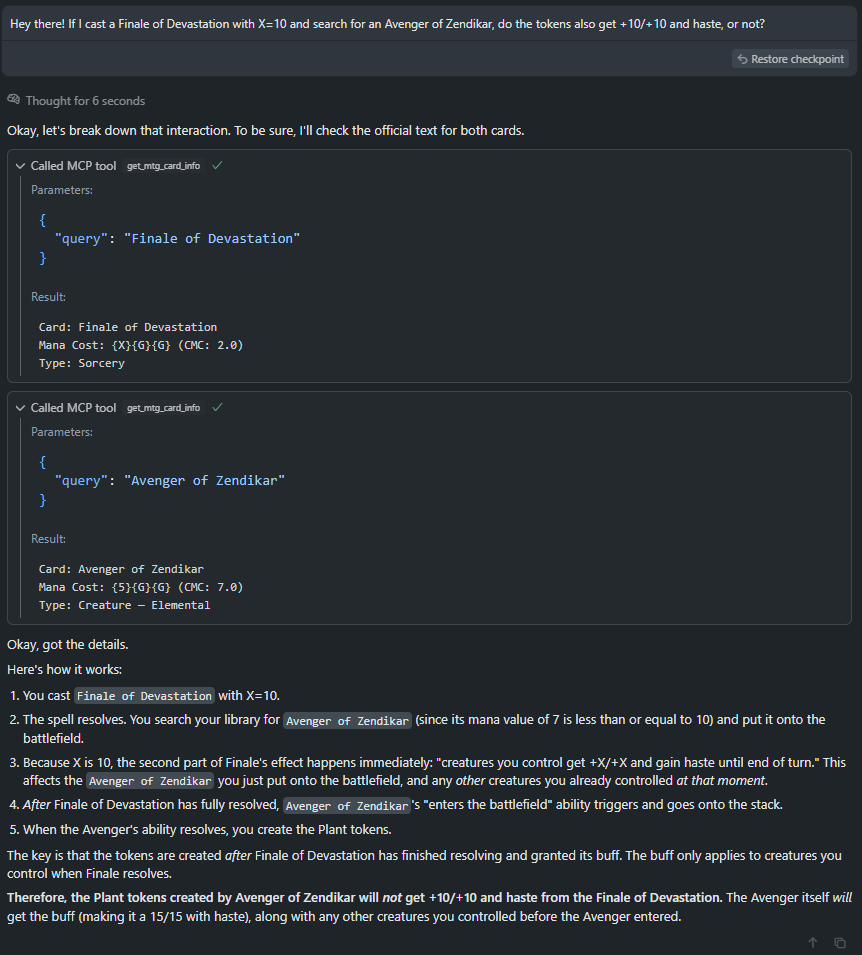 Hey there! If I cast a Finale of Devastation with X=10 and search for an Avenger of Zendikar, do the tokens also get +10/+10 and haste, or not?
Restore checkpoint
Thought for 6 seconds
Okay, let's break down that interaction. To be sure, I'll check the official text for both cards.
Called MCP tool get_mtg_card_info
Parameters:
{
"query": "Finale of Devastation"
}
Result:
Card: Finale of Devastation
Mana Cost: {X}{G}{G} (CMC: 2.0)
Type: Sorcery
Called MCP tool get_mtg_card_info
Parameters:
{
"query": "Avenger of Zendikar"
}
Result:
Card: Avenger of Zendikar
Mana Cost: {5}{G}{G} (CMC: 7.0)
Type: Creature — Elemental
Okay, got the details.
Here's how it works:
1. You cast Finale of Devastation with X=10.
2. The spell resolves. You search your library for Avenger of Zendikar (since its mana value of 7 is less than or equal to 10) and put it onto the
battlefield.
3. Because X is 10, the second part of Finale's effect happens immediately: "creatures you control get +X/+X and gain haste until end of turn." This
affects the Avenger of Zendikar you just put onto the battlefield, and any other creatures you already controlled at that moment.
4. After Finale of Devastation has fully resolved, Avenger of Zendikar's "enters the battlefield" ability triggers and goes onto the stack.
5. When the Avenger's ability resolves, you create the Plant tokens.
The key is that the tokens are created after Finale of Devastation has finished resolving and granted its buff. The buff only applies to creatures you
control when Finale resolves.
Therefore, the Plant tokens created by Avenger of Zendikar will not get +10/+10 and haste from the Finale of Devastation. The Avenger itself will
get the buff (making it a 15/15 with haste), along with any other creatures you controlled before the Avenger entered.